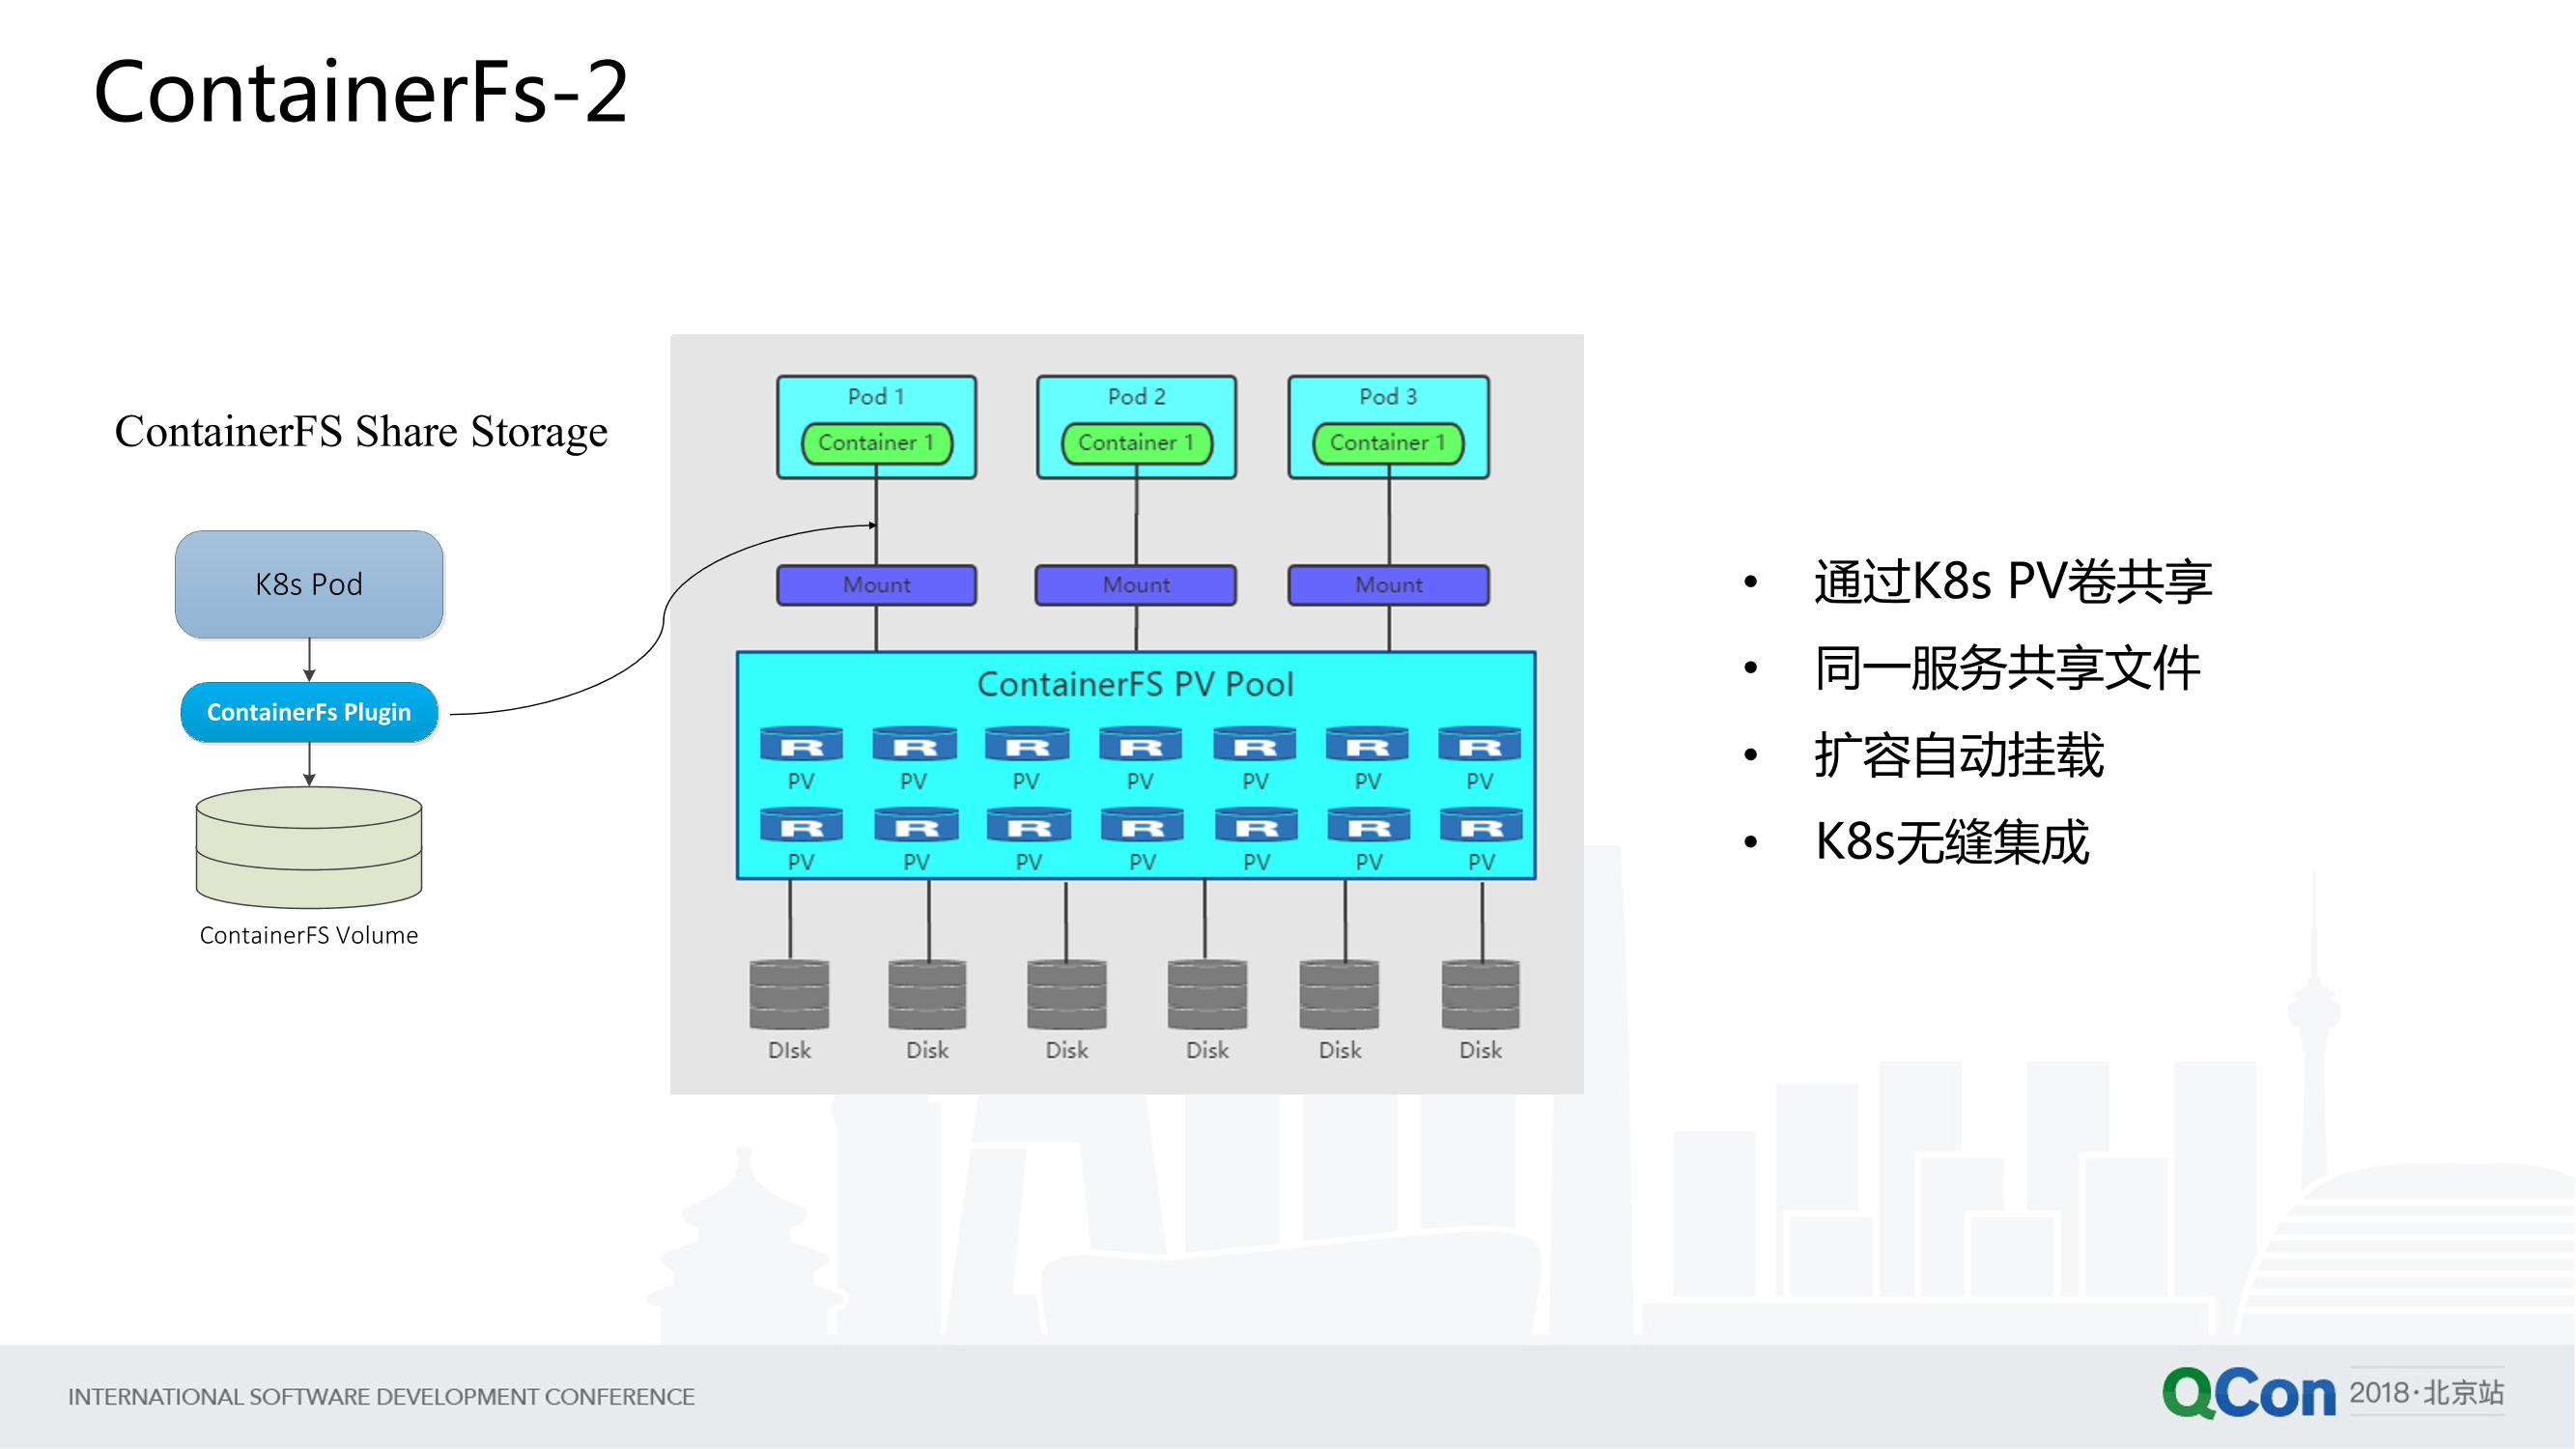 ContainerFs-2
ContainerFS Share Storage
K8s Pod
ContainerFs Plugin
ContainerFS Volume
Pod 1
Container 1
Pod 2
Container 1
Pod 3
Container 1
Mount
Mount
Mount
ContainerFS PV Pool
R R R R R R R
PV PV PV PV PV PV PV
R R R R R R R
PV PV PV PV PV PV PV
DIsk Disk Disk Disk Disk Disk
• 通过K8s PV卷共享
• 同一服务共享文件
• 扩容自动挂载
• K8s无缝集成
INTERNATIONAL SOFTWARE DEVELOPMENT CONFERENCE
QCon 2018·北京站